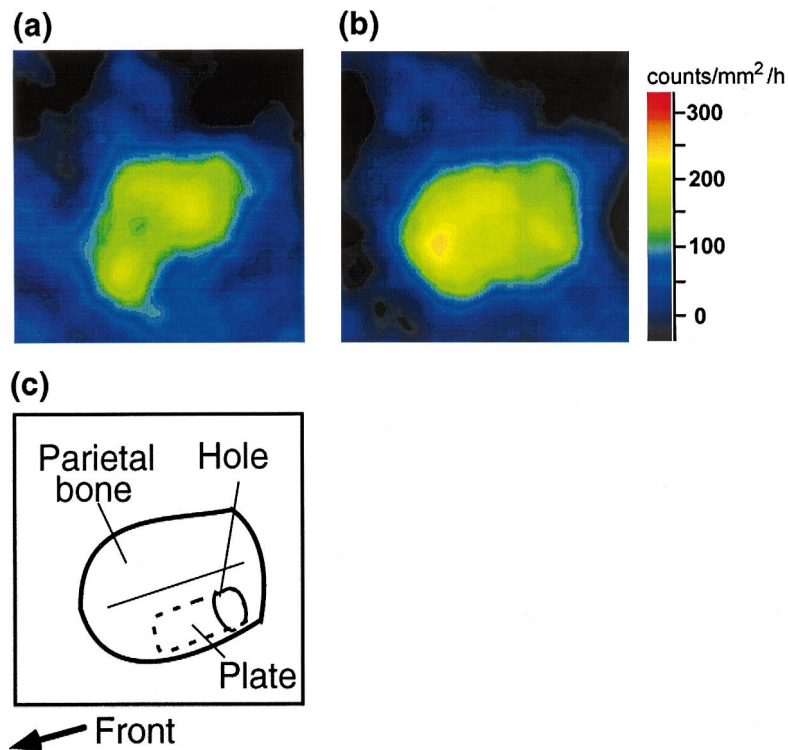 (a)
(b)
counts/mm²/h
300
200
100
0
(c)
Parietal
bone
Hole
Plate
Front